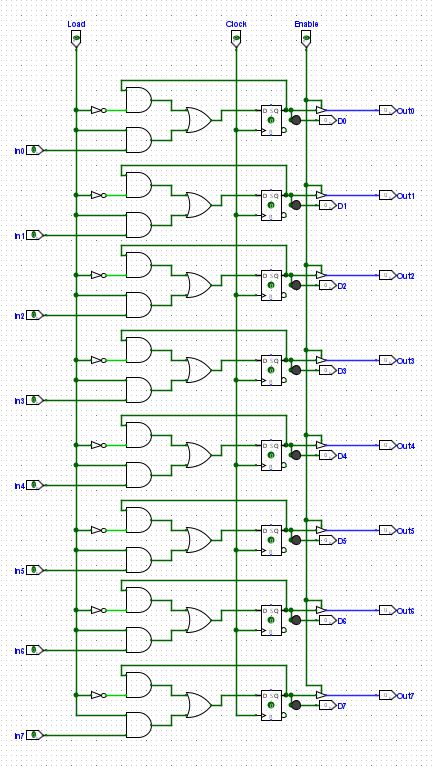 Load Clock Enable
D S Q Out0
D0
In0
D S Q Out1
D1
In1
D S Q Out2
D2
In2
D S Q Out3
D3
In3
D S Q Out4
D4
In4
D S Q Out5
D5
In5
D S Q Out6
D6
In6
D S Q Out7
D7
In7